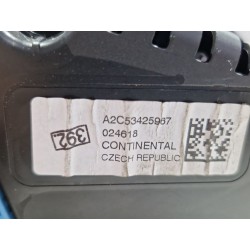 392
A2C53425967
024618
CONTINENTAL
CZECH REPUBLIC